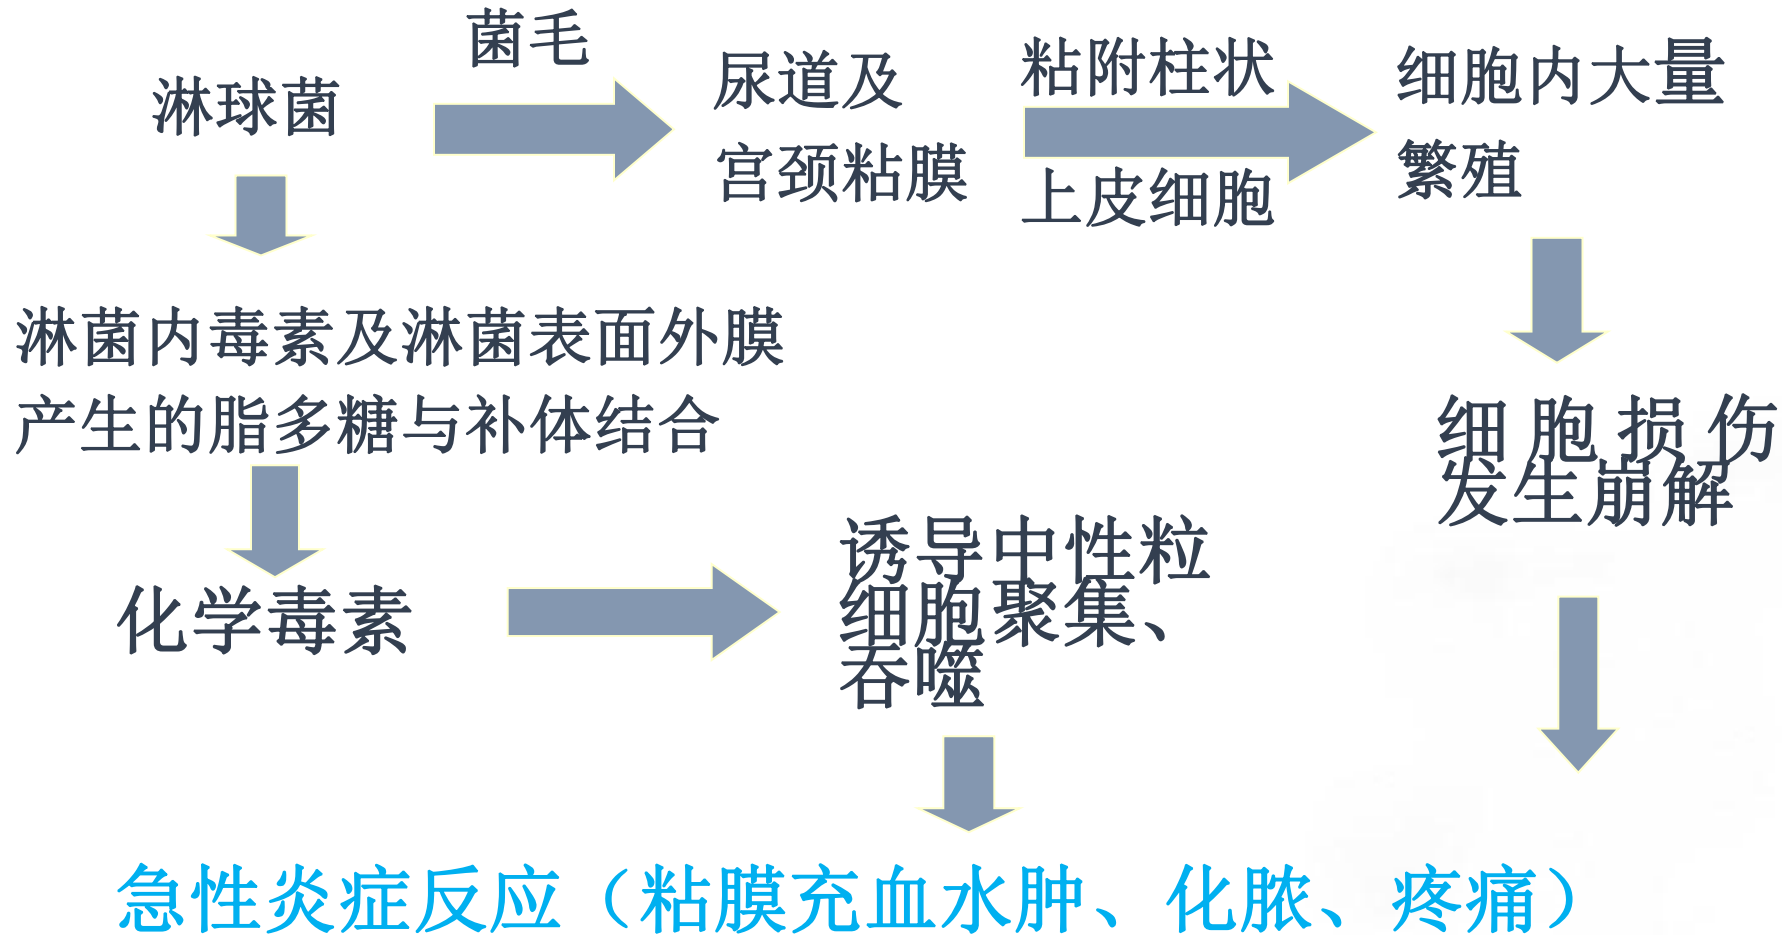 菌毛
淋球菌
尿道及
宫颈粘膜
粘附柱状
上皮细胞
细胞内大量
繁殖
淋菌内毒素及淋菌表面外膜
产生的脂多糖与补体结合
细胞损伤
发生崩解
化学毒素
诱导中性粒
细胞聚集、
吞噬
急性炎症反应（粘膜充血水肿、化脓、疼痛）